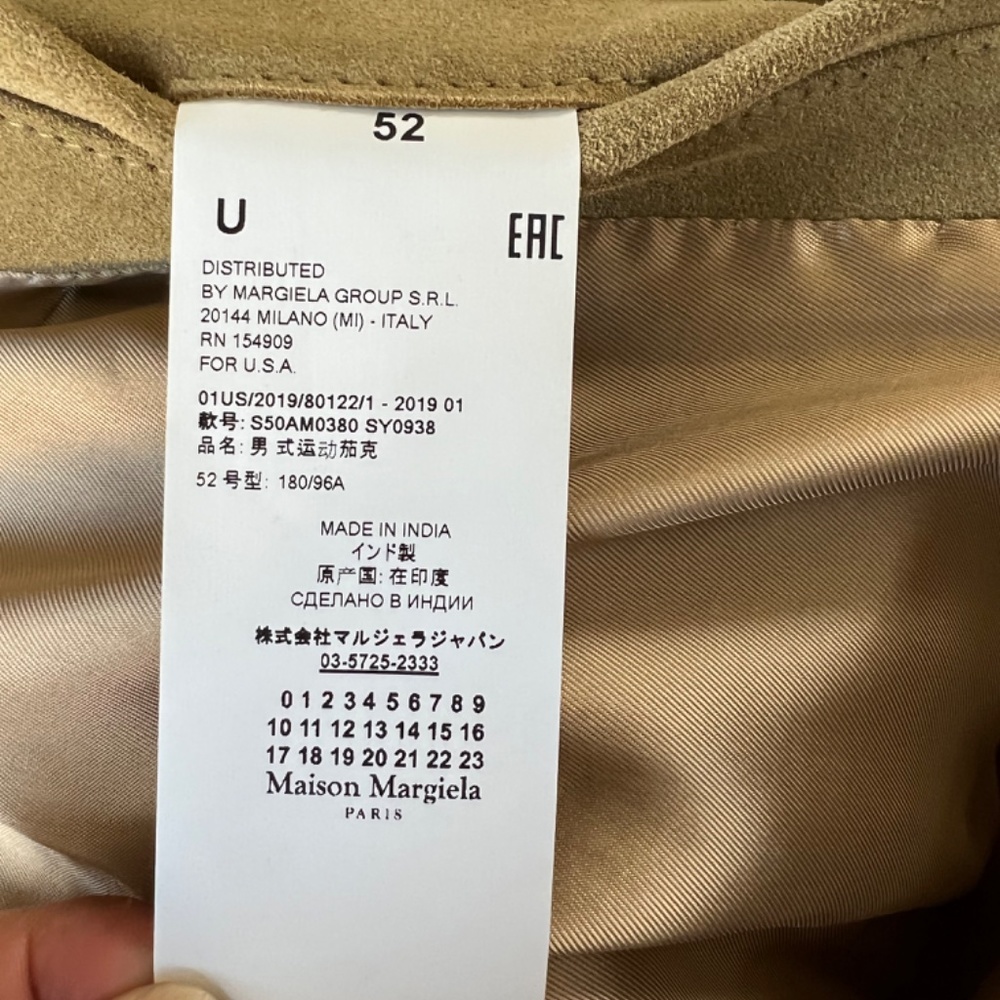 52
U
EAC
DISTRIBUTED
BY MARGIELA GROUP S.R.L.
20144 MILANO (MI) - ITALY
RN 154909
FOR U.S.A.
01US/2019/80122/1 - 2019 01
款号: S50AM0380 SY0938
品名: 男 式运动茄克
52 号型: 180/96A
MADE IN INDIA
インド製
原产国: 在印度
СДЕЛАНО В ИНДИИ
株式会社マルジェラジャパン
03-5725-2333
0 1 2 3 4 5 6 7 8 9
10 11 12 13 14 15 16
17 18 19 20 21 22 23
Maison Margiela
PARIS